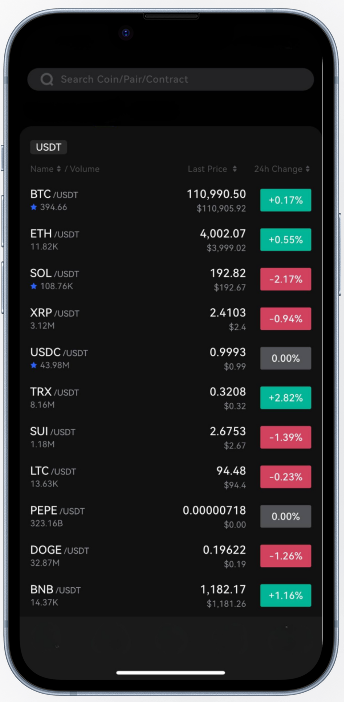 Search Coin/Pair/Contract
USDT
Name / Volume Last Price 24h Change
BTC /USDT 110,990.50 +0.17%
394.66 $110,905.92
ETH /USDT 4,002.07 +0.55%
11.82K $3,999.02
SOL /USDT 192.82 -2.17%
108.76K $192.67
XRP /USDT 2.4103 -0.94%
3.12M $2.4
USDC /USDT 0.9993 0.00%
43.98M $0.99
TRX /USDT 0.3208 +2.82%
8.16M $0.32
SUI /USDT 2.6753 -1.39%
1.18M $2.67
LTC /USDT 94.48 -0.23%
13.63K $94.4
PEPE /USDT 0.00000718 0.00%
323.16B $0.00
DOGE /USDT 0.19622 -1.26%
32.87M $0.19
BNB /USDT 1,182.17 +1.16%
14.37K $1,181.26